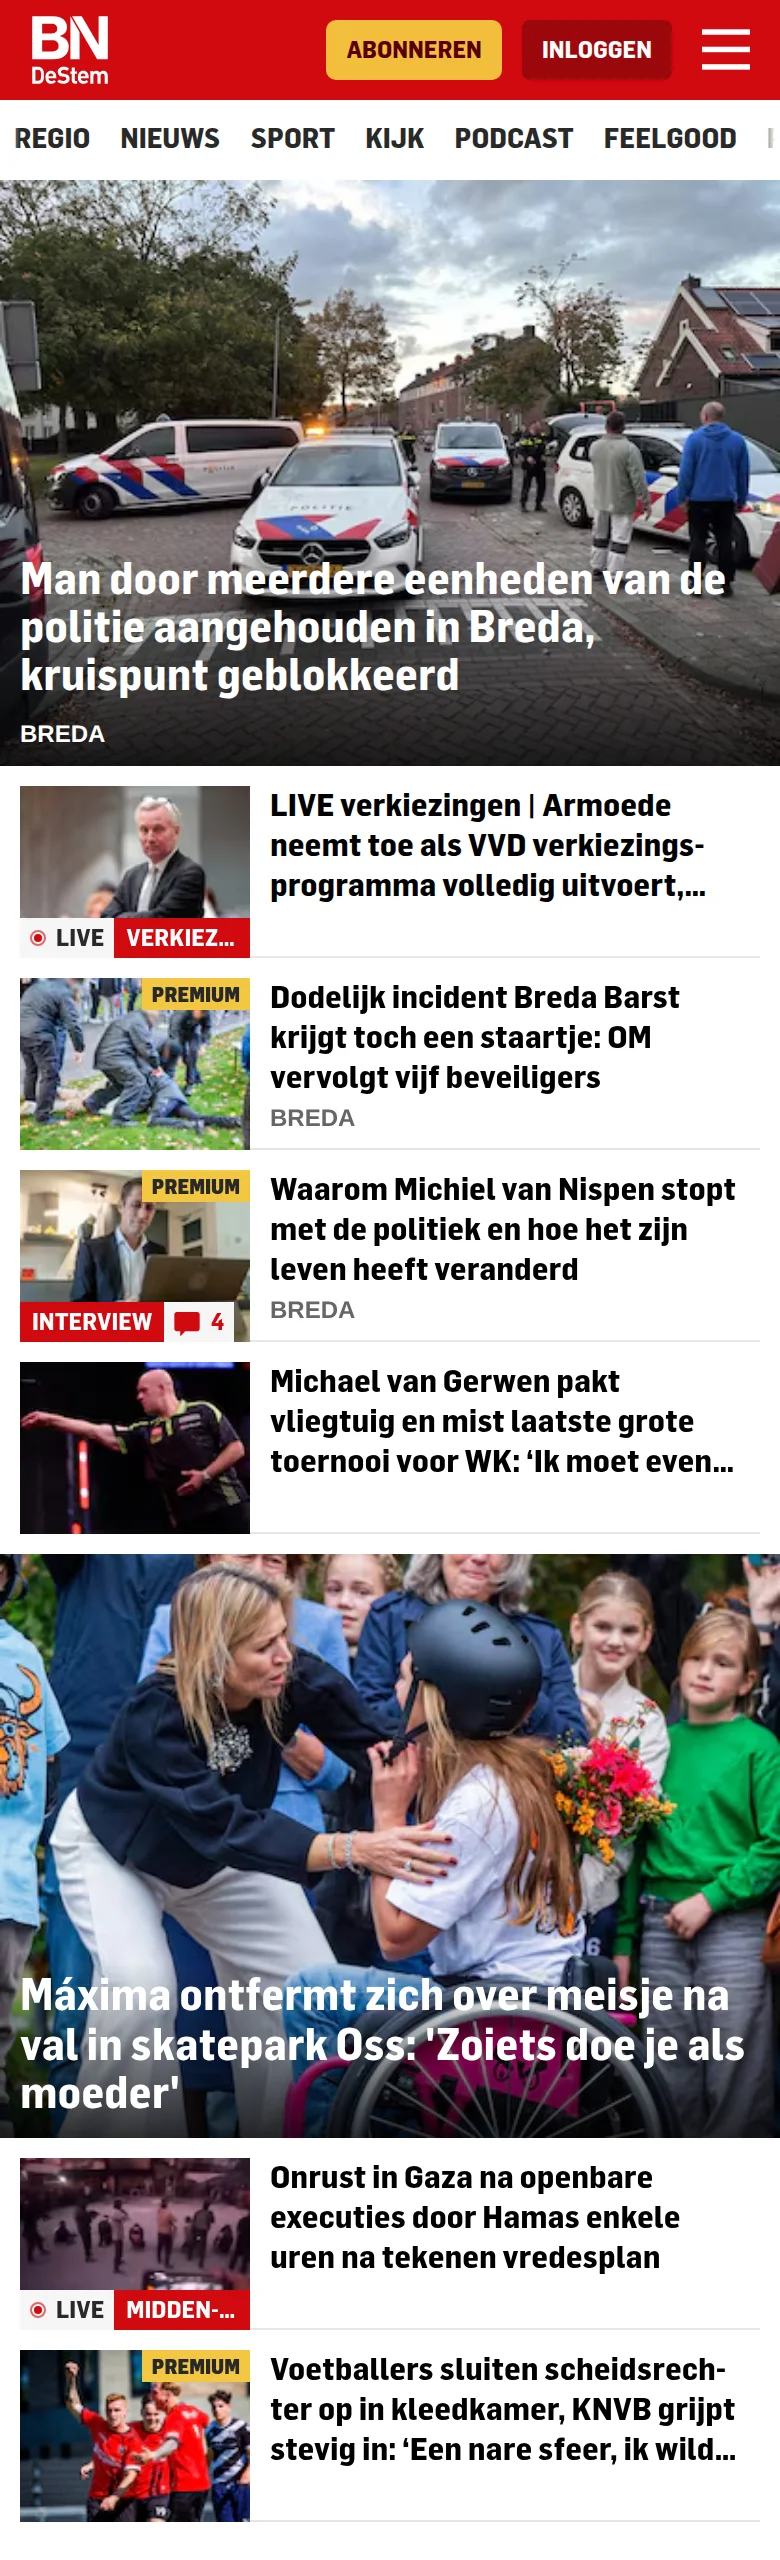 BN
DeStem
ABONNEREN
INLOGGEN
REGIO NIEUWS SPORT KIJK PODCAST FEELGOOD
POLITIE
Man door meerdere eenheden van de
politie aangehouden in Breda,
kruispunt geblokkeerd
BREDA
LIVE verkiezingen | Armoede
neemt toe als VVD verkiezings-
programma volledig uitvoert,...
LIVE VERKIEZ...
PREMIUM
Dodelijk incident Breda Barst
krijgt toch een staartje: OM
vervolgt vijf beveiligers
BREDA
PREMIUM
Waarom Michiel van Nispen stopt
met de politiek en hoe het zijn
leven heeft veranderd
BREDA
INTERVIEW 4
Michael van Gerwen pakt
vliegtuig en mist laatste grote
toernooi voor WK: ‘Ik moet even...
Máxima ontfermt zich over meisje na
val in skatepark Oss: 'Zoiets doe je als
moeder'
Onrust in Gaza na openbare
executies door Hamas enkele
uren na tekenen vredesplan
LIVE MIDDEN-...
PREMIUM
Voetballers sluiten scheidsrech-
ter op in kleedkamer, KNVB grijpt
stevig in: ‘Een nare sfeer, ik wild...